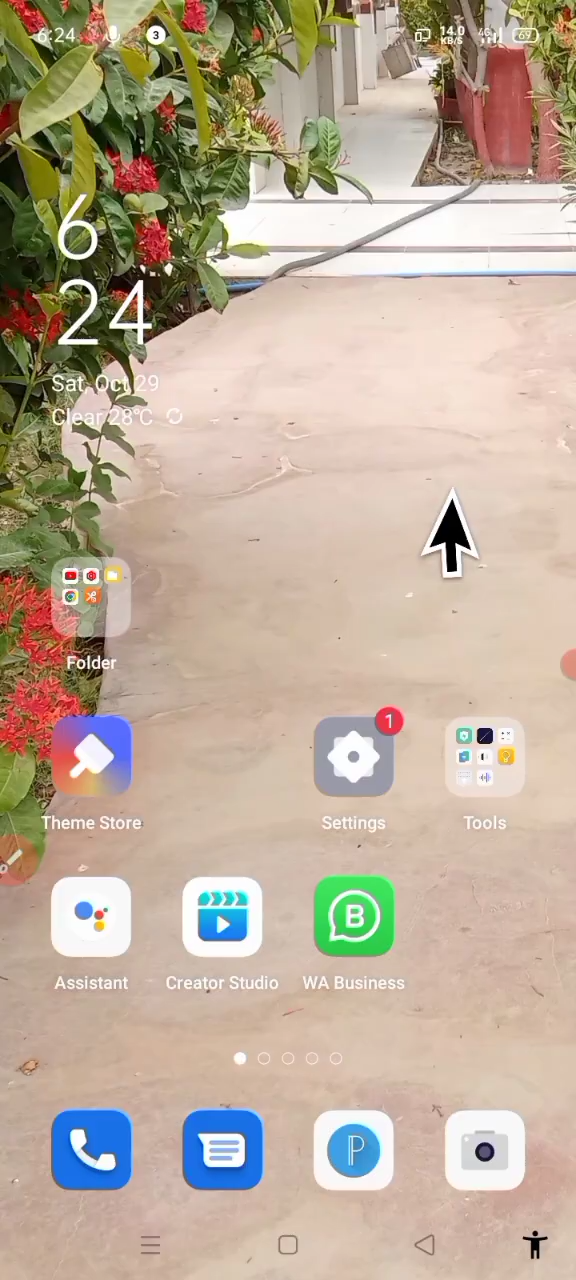 6:24 3 14.0 KB/S 4G 69
6
24
Sat, Oct 29
Clear 28°C
Folder
1
Theme Store Settings Tools
B
Assistant Creator Studio WA Business
P